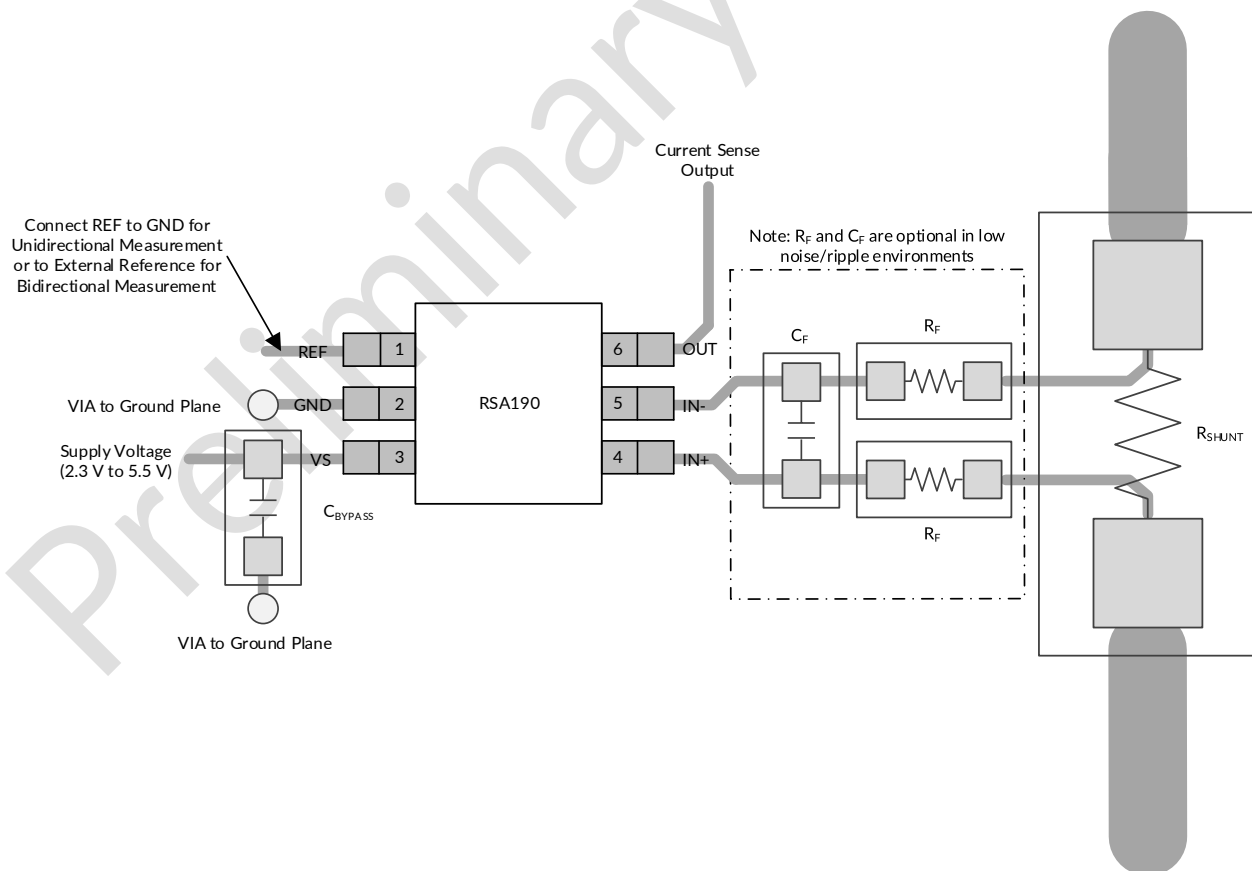 Preliminary
Current Sense
Output
Connect REF to GND for
Unidirectional Measurement
or to External Reference for
Bidirectional Measurement
Note: RF and CF are optional in low
noise/ripple environments
REF
1
6
OUT
CF
RF
VIA to Ground Plane
GND
2
RSA190
5
IN-
RSHUNT
Supply Voltage
(2.3 V to 5.5 V)
VS
3
4
IN+
CBYPASS
RF
VIA to Ground Plane